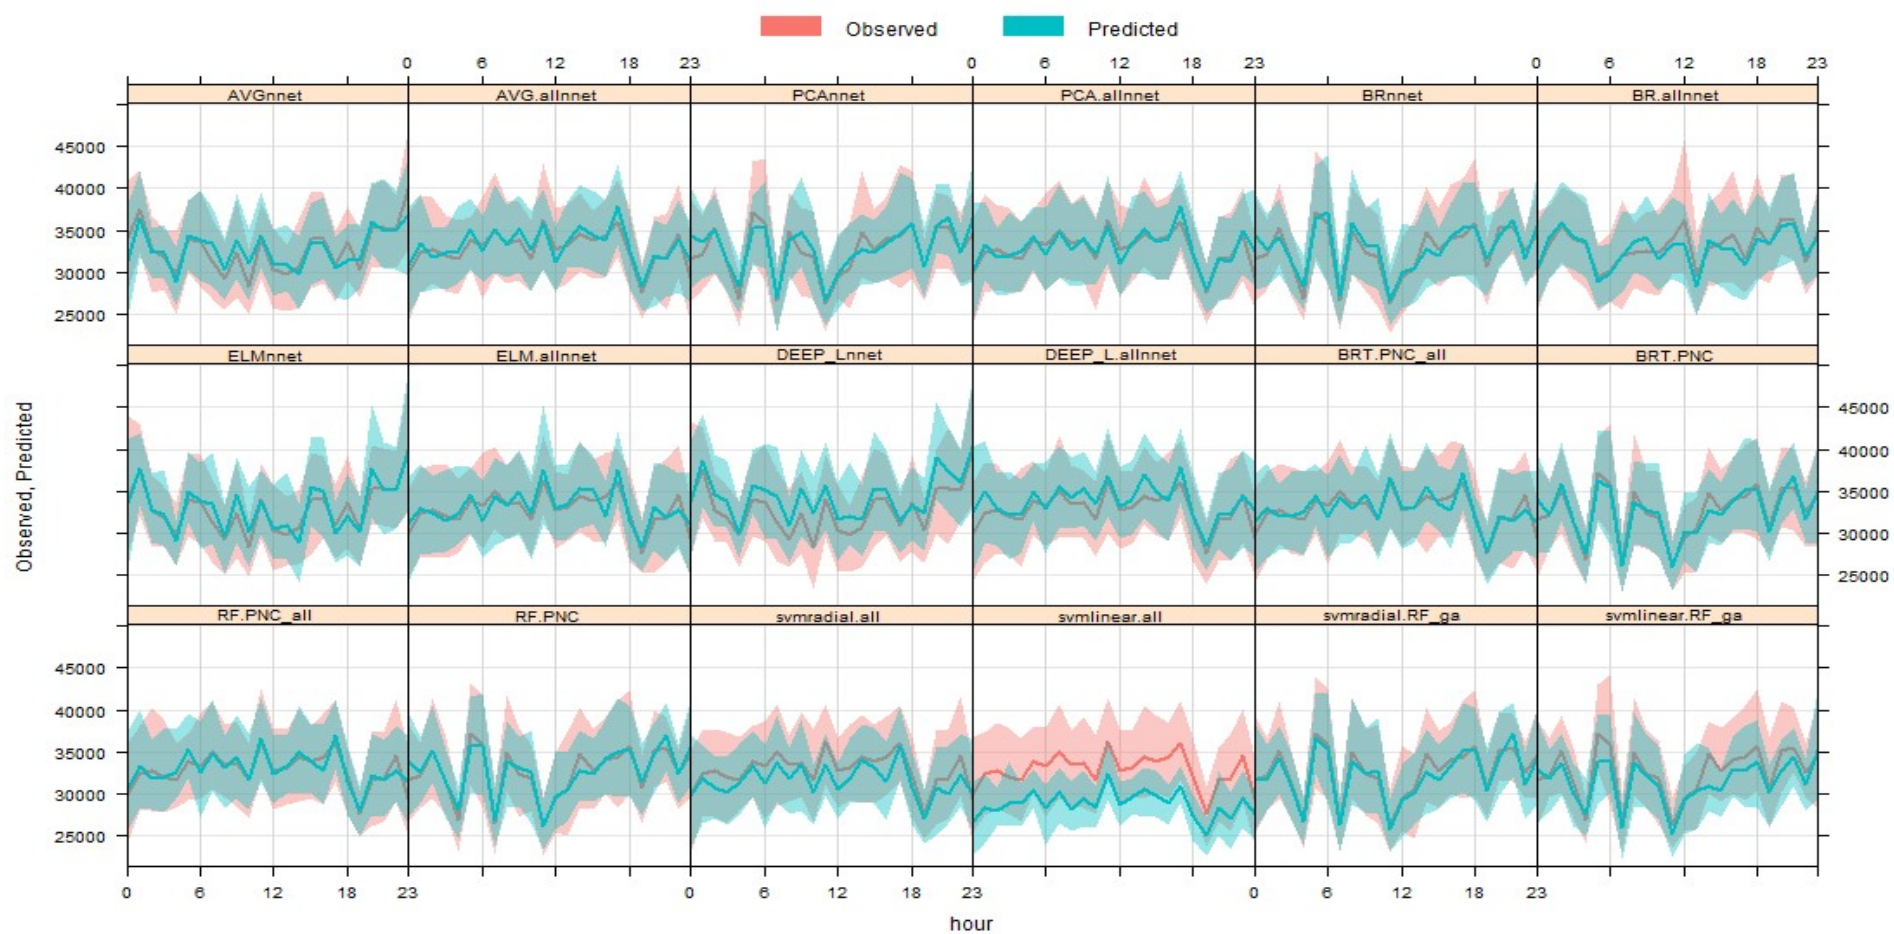 Observed Predicted
0 6 12 18 23 0 6 12 18 23 0 6 12 18 23
AVGnnet AVG.allnnet PCAnnet PCA.allnnet BRnnet BR.allnnet
45000
40000
35000
30000
25000
ELMnnet ELM.allnnet DEEP_Lnnet DEEP_L.allnnet BRT.PNC_all BRT.PNC
45000
40000
35000
30000
25000
Observed, Predicted
RF.PNC_all RF.PNC svmradial.all svmlinear.all svmradial.RF_ga svmlinear.RF_ga
45000
40000
35000
30000
25000
0 6 12 18 23 0 6 12 18 23 0 6 12 18 23
hour